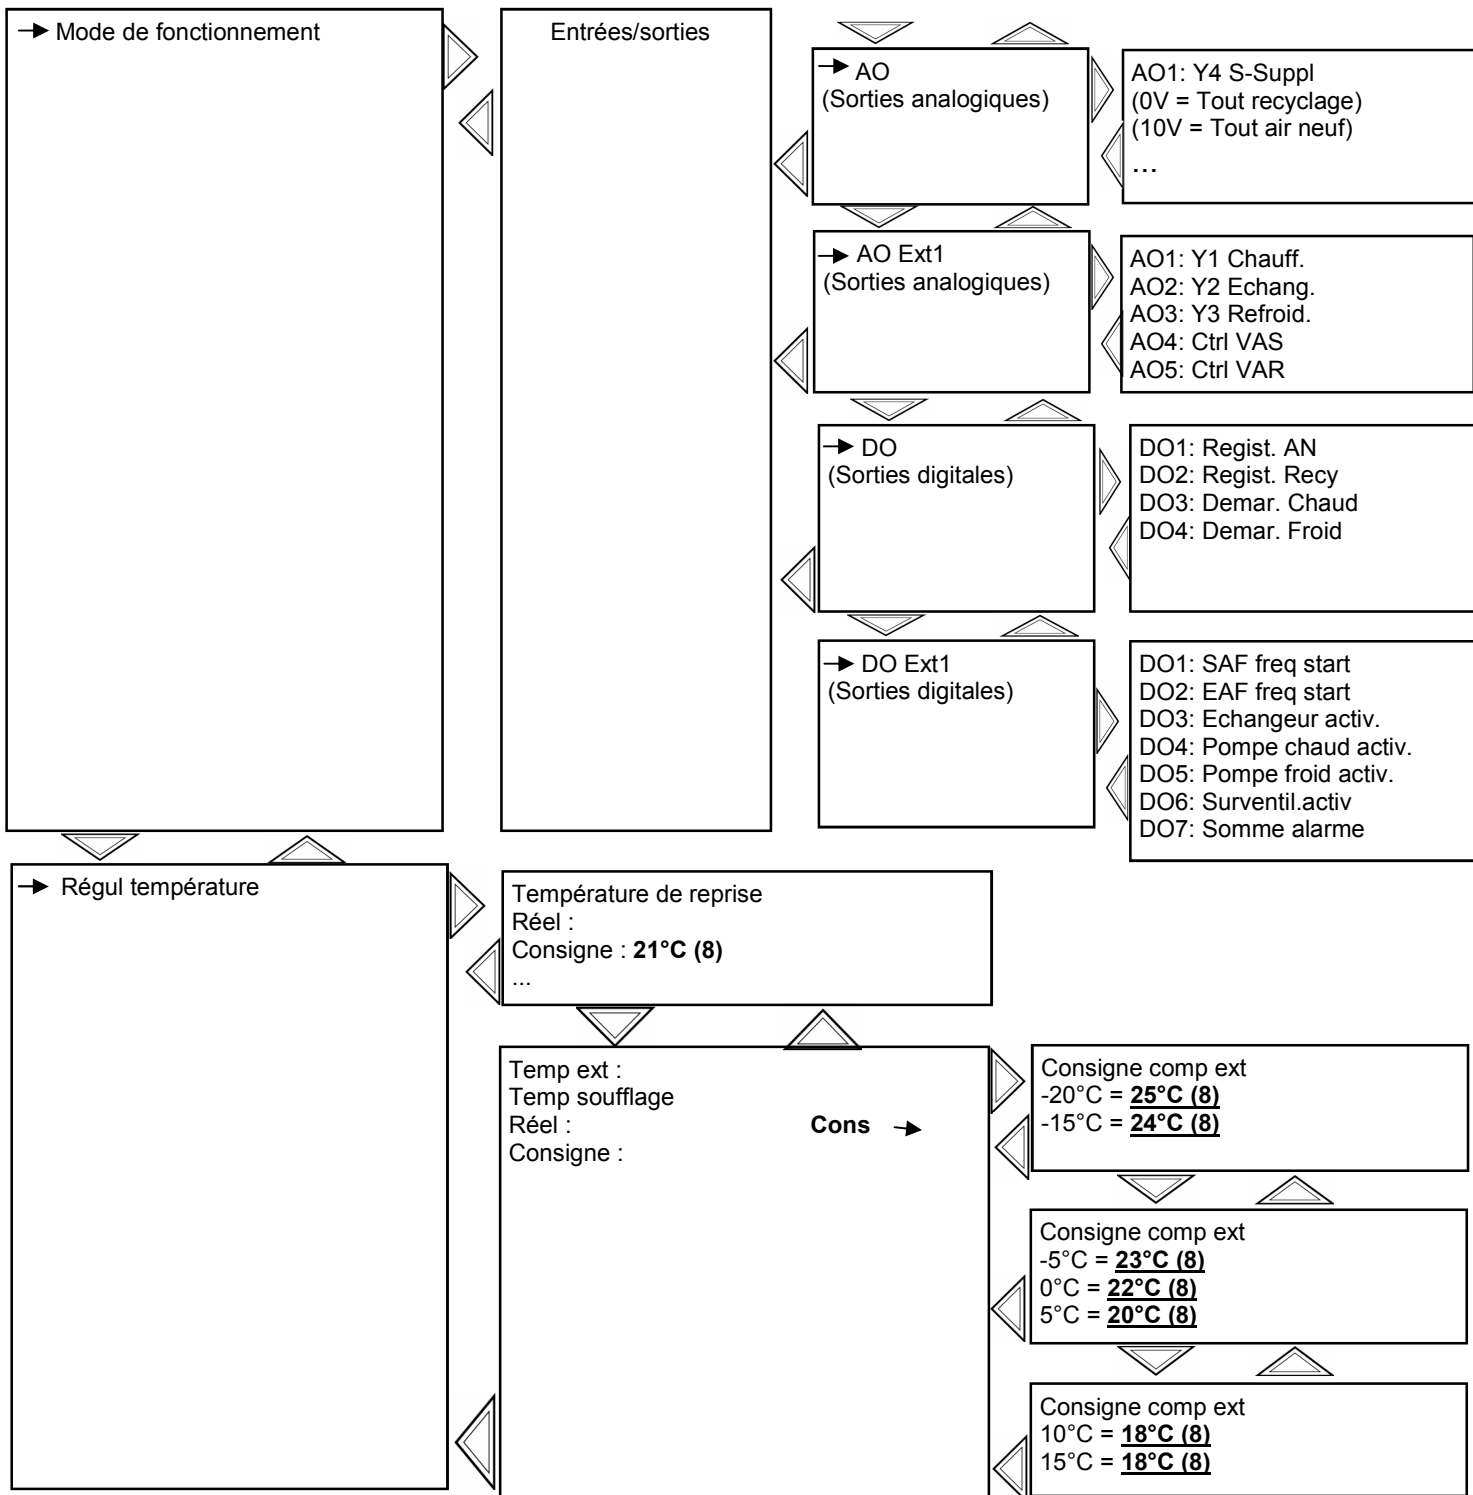 Mode de fonctionnement
Entrées/sorties
AO
(Sorties analogiques)
AO1: Y4 S-Suppl
(0V = Tout recyclage)
(10V = Tout air neuf)
...
AO Ext1
(Sorties analogiques)
AO1: Y1 Chauff.
AO2: Y2 Echang.
AO3: Y3 Refroid.
AO4: Ctrl VAS
AO5: Ctrl VAR
DO
(Sorties digitales)
DO1: Regist. AN
DO2: Regist. Recy
DO3: Demar. Chaud
DO4: Demar. Froid
DO Ext1
(Sorties digitales)
DO1: SAF freq start
DO2: EAF freq start
DO3: Echangeur activ.
DO4: Pompe chaud activ.
DO5: Pompe froid activ.
DO6: Surventil.activ
DO7: Somme alarme
Régul température
Température de reprise
Réel :
Consigne : 21°C (8)
...
Temp ext :
Temp soufflage
Réel : Cons
Consigne :
Consigne comp ext
-20°C = 25°C (8)
-15°C = 24°C (8)
Consigne comp ext
-5°C = 23°C (8)
0°C = 22°C (8)
5°C = 20°C (8)
Consigne comp ext
10°C = 18°C (8)
15°C = 18°C (8)